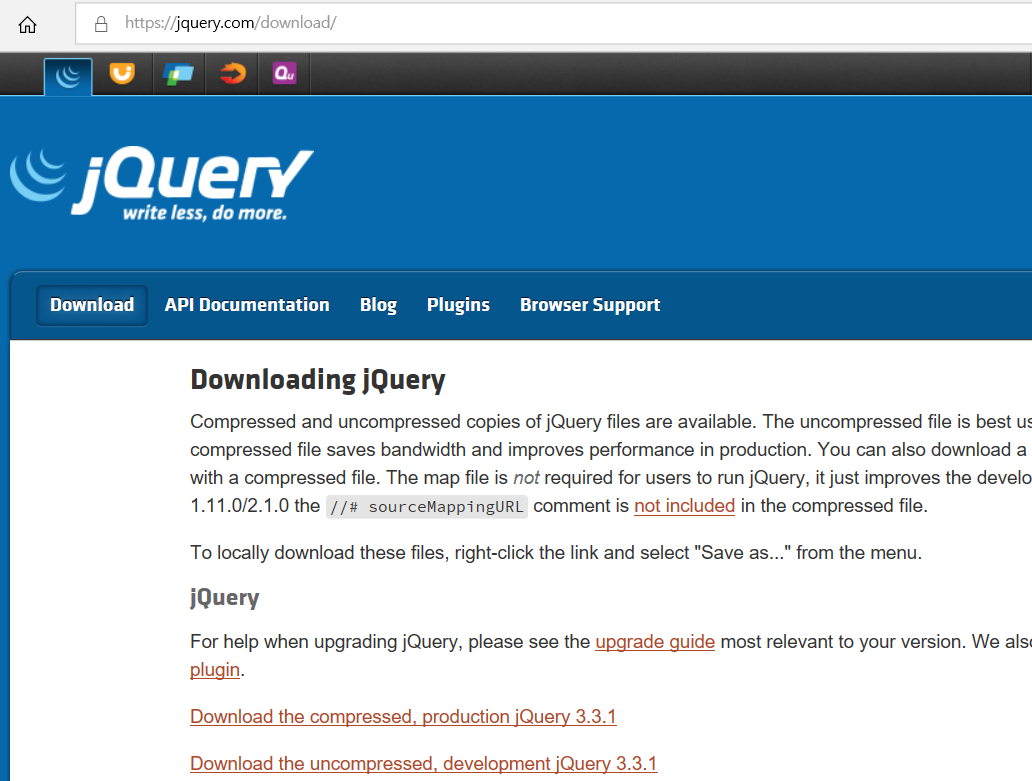 https://jquery.com/download/
Qu
jQuery
write less, do more.
Download API Documentation Blog Plugins Browser Support
Downloading jQuery
Compressed and uncompressed copies of jQuery files are available. The uncompressed file is best
compressed file saves bandwidth and improves performance in production. You can also download a
with a compressed file. The map file is not required for users to run jQuery, it just improves the
1.11.0/2.1.0 the //# sourceMappingURL comment is not included in the compressed file.
To locally download these files, right-click the link and select "Save as..." from the menu.
jQuery
For help when upgrading jQuery, please see the upgrade guide most relevant to your version. We
plugin.
Download the compressed, production jQuery 3.3.1
Download the uncompressed, development jQuery 3.3.1